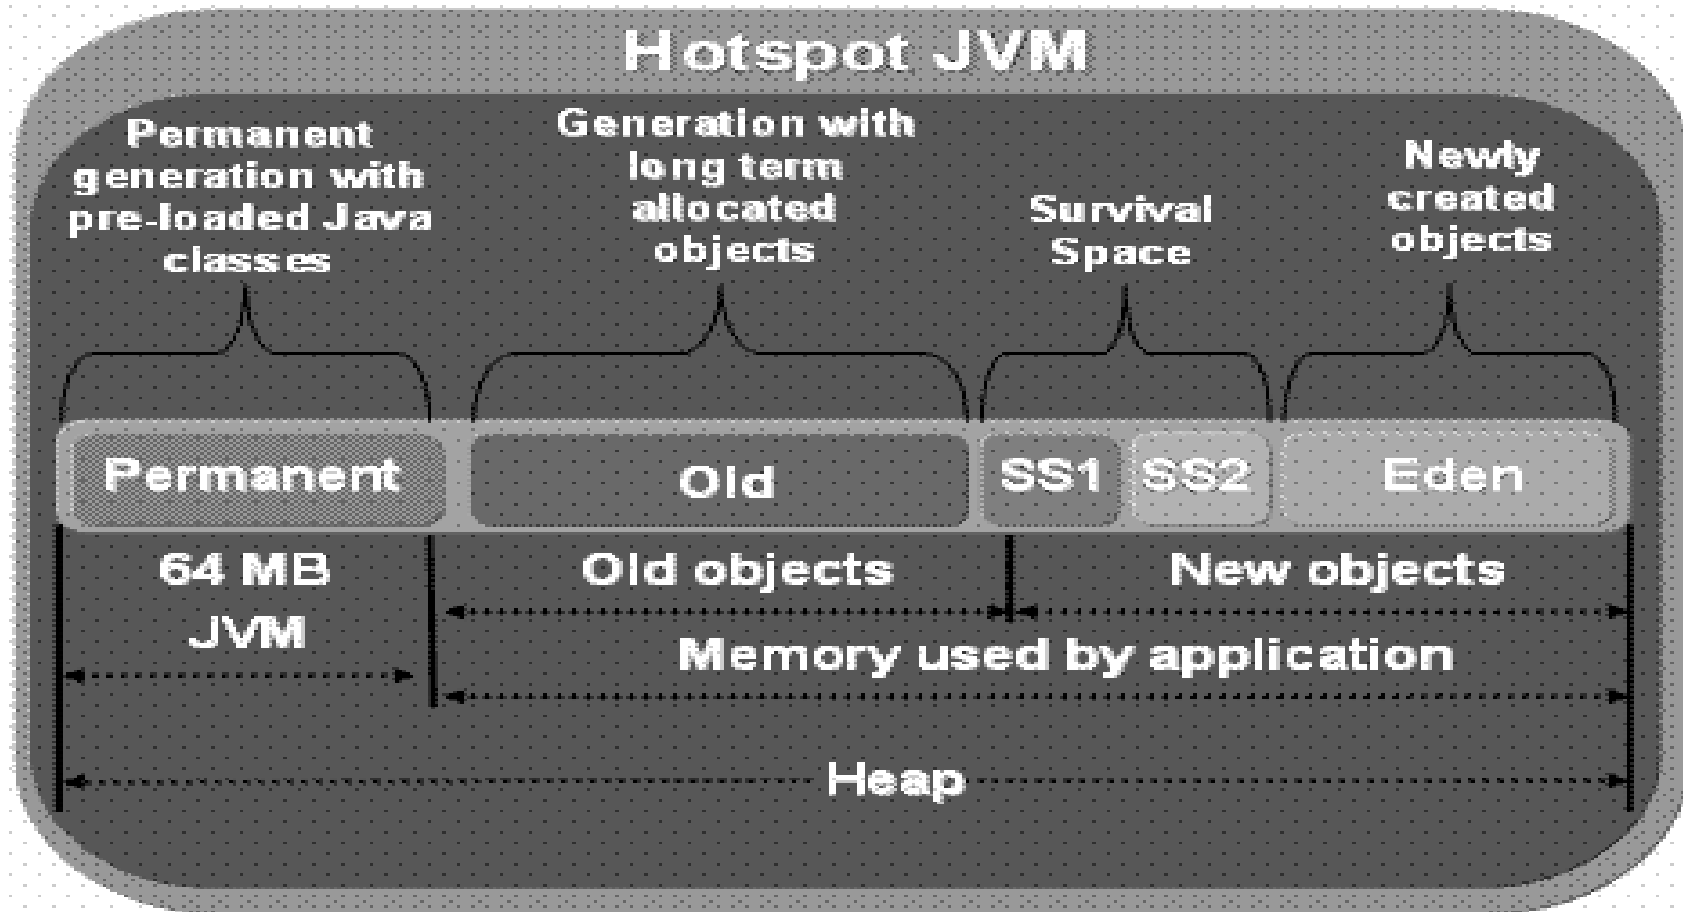 Hotspot JVM
Permanent
generation with
pre-loaded Java
classes
Generation with
long term
allocated
objects
Survival
Space
Newly
created
objects
Permanent
Old
SS1
SS2
Eden
64 MB
JVM
Old objects
New objects
Memory used by application
Heap